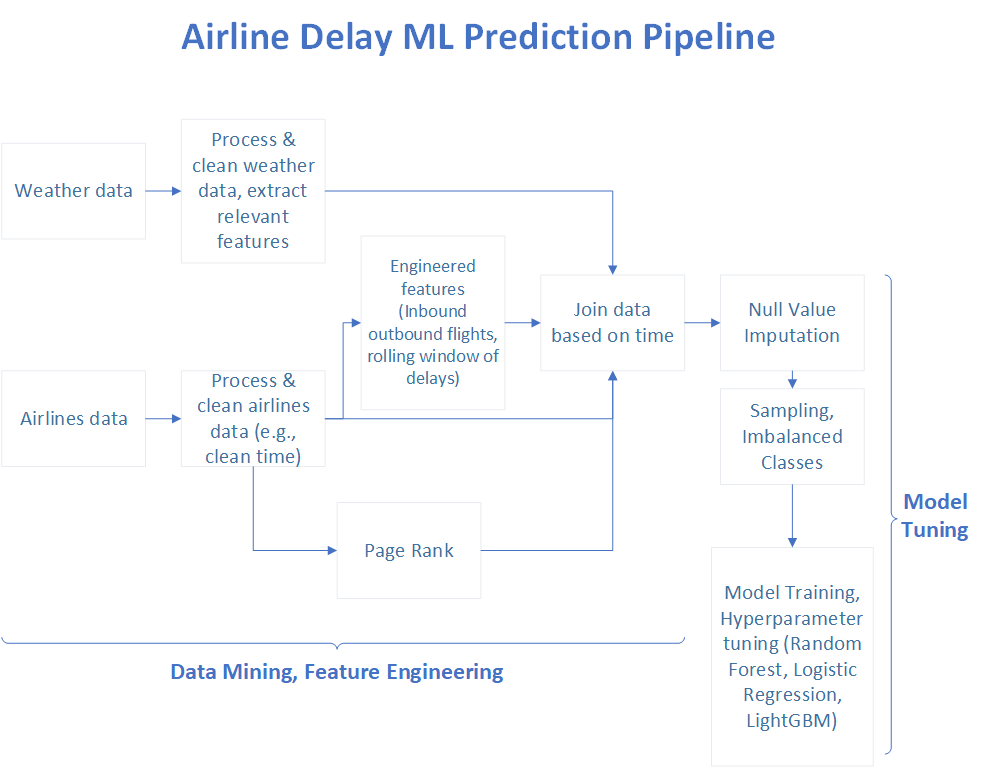 Airline Delay ML Prediction Pipeline
Weather data
Process &
clean weather
data, extract
relevant
features
Engineered
features
(Inbound
outbound flights,
rolling window of
delays)
Join data
based on time
Null Value
Imputation
Airlines data
Process &
clean airlines
data (e.g.,
clean time)
Sampling,
Imbalanced
Classes
Page Rank
Model Training,
Hyperparameter
tuning (Random
Forest, Logistic
Regression,
LightGBM)
Model
Tuning
Data Mining, Feature Engineering